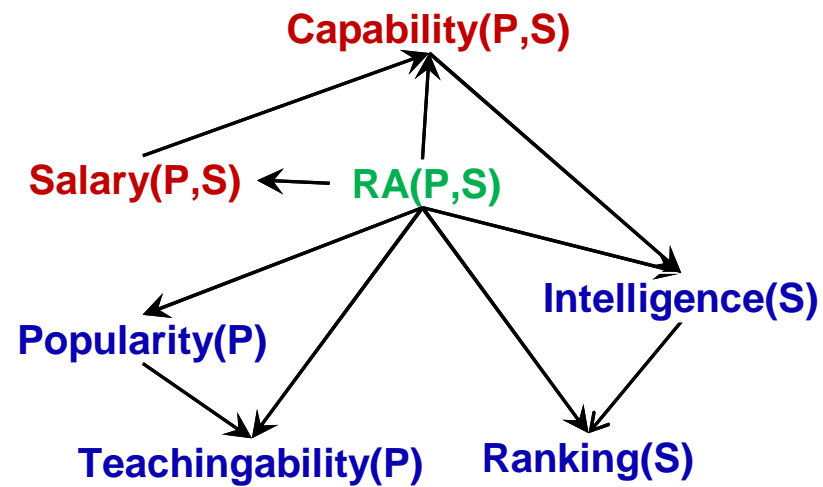 Capability(P,S)
Salary(P,S)
RA(P,S)
Intelligence(S)
Popularity(P)
Teachingability(P)
Ranking(S)